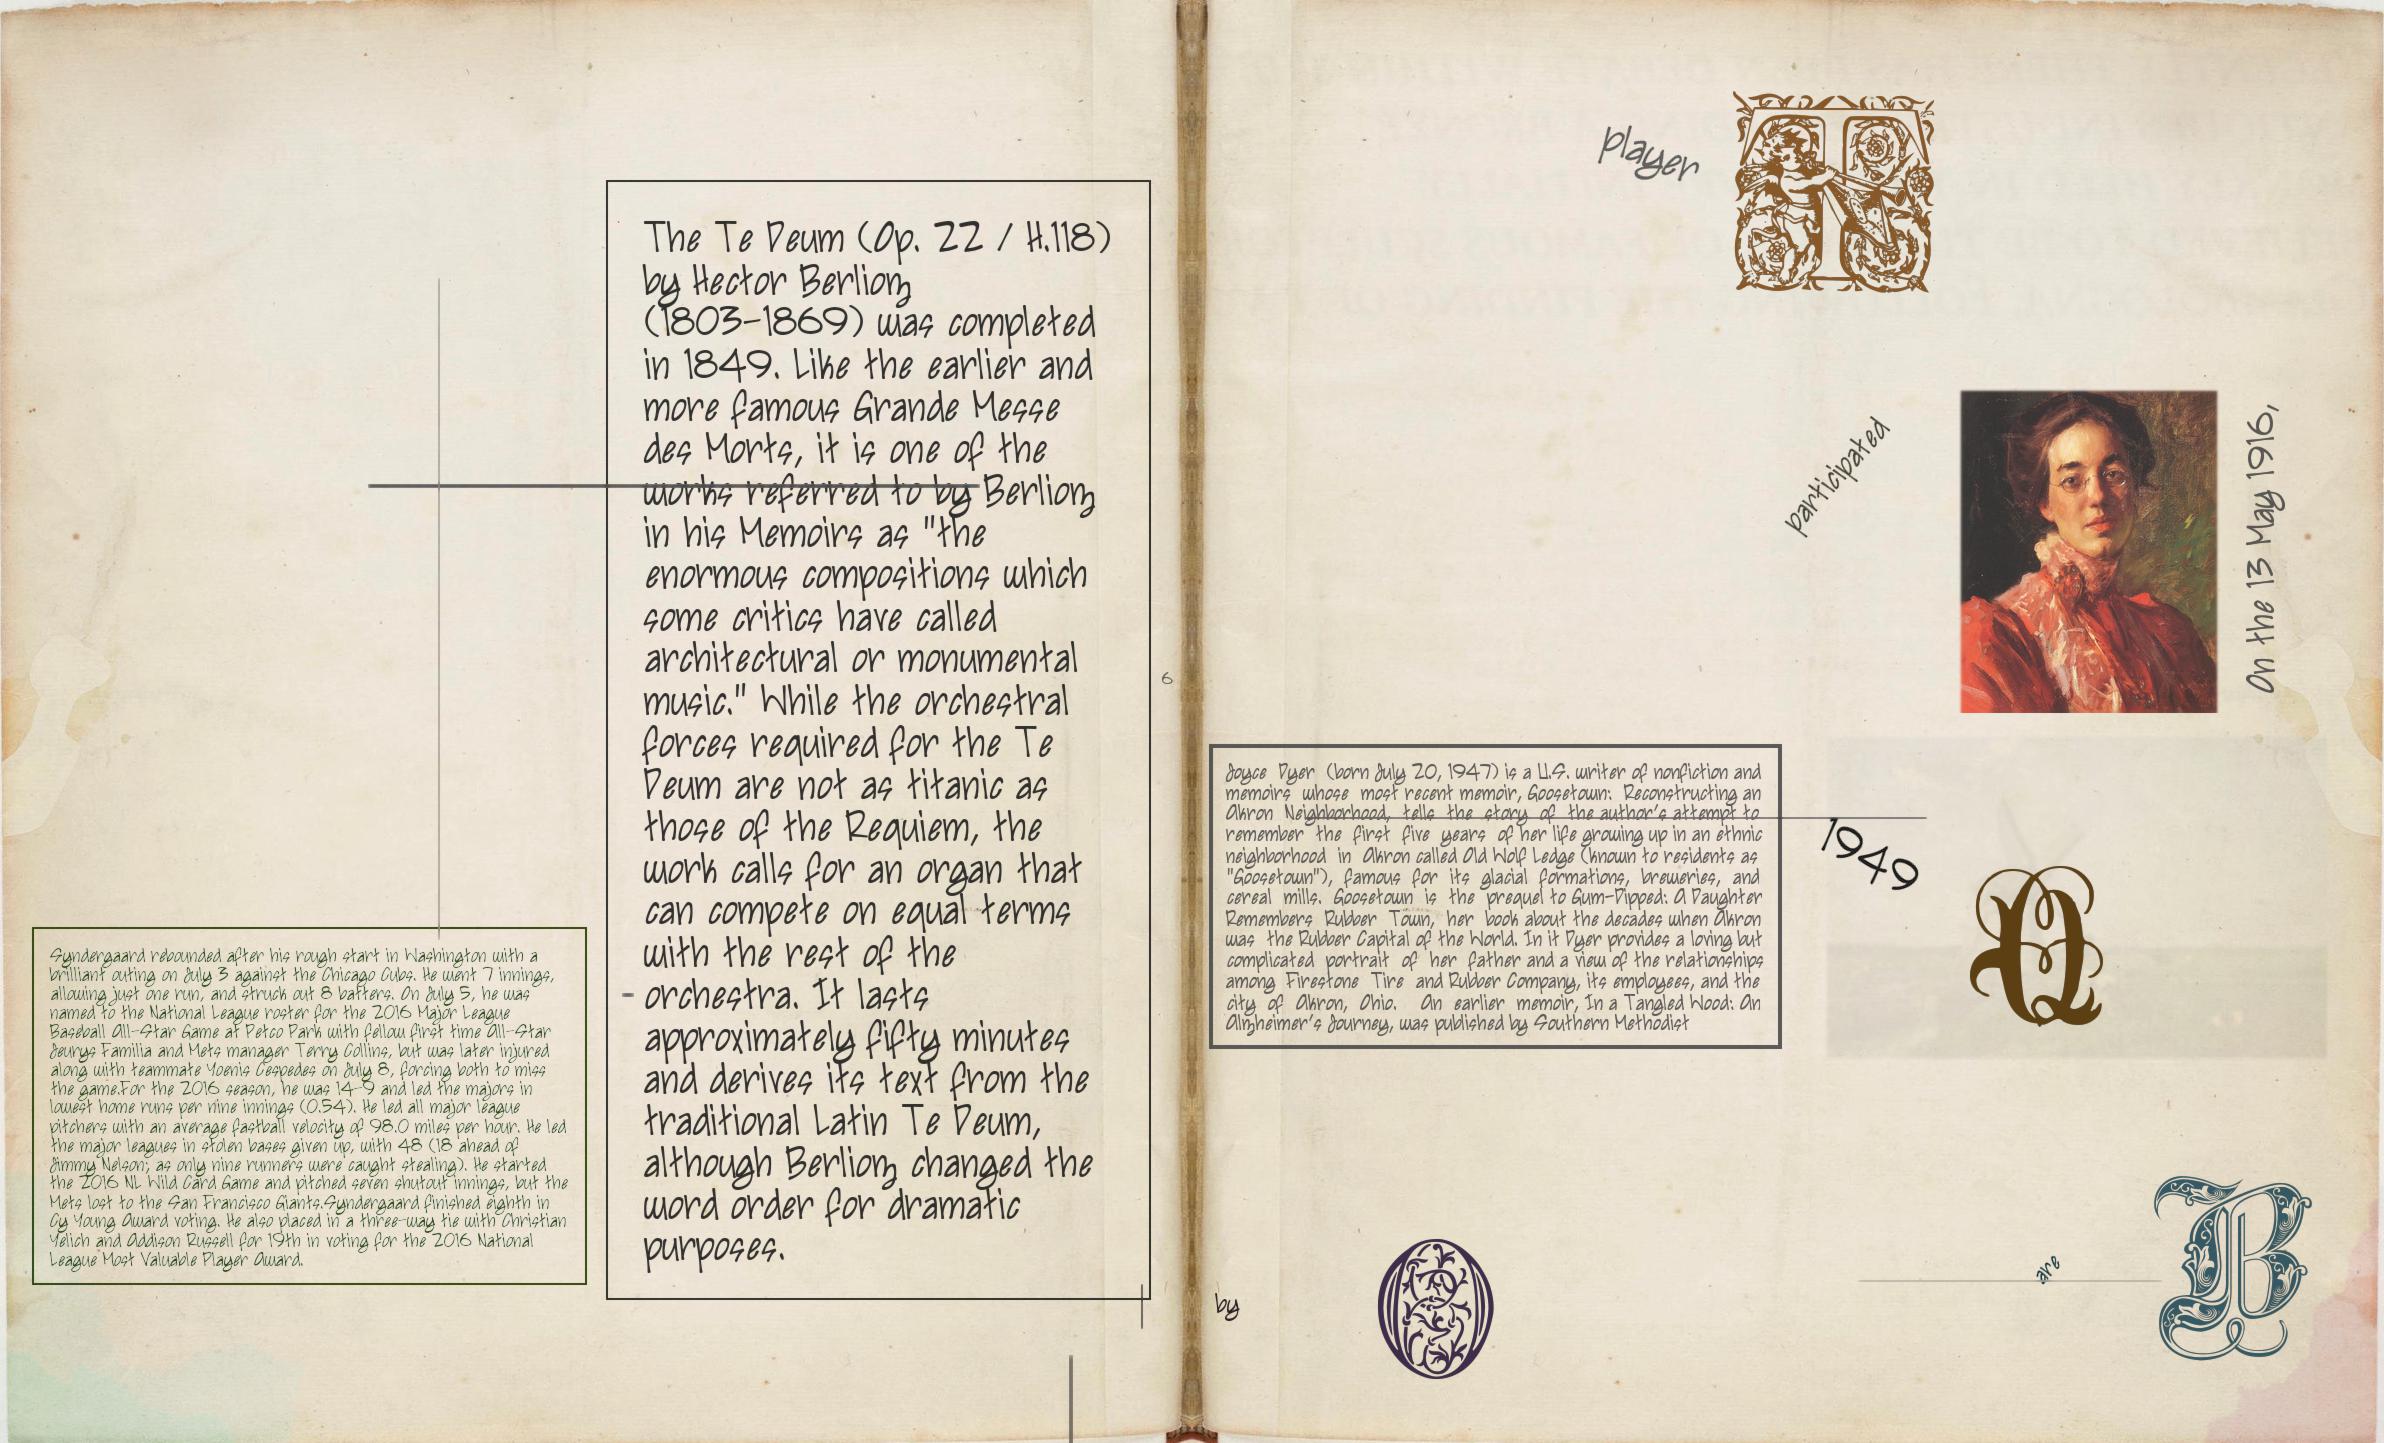 Syndergaard rebounded after his rough start in Washington with a
brilliant outing on July 3 against the Chicago Cubs. He went 7 innings,
allowing just one run, and struck out 8 batters. On July 5, he was
named to the National League roster for the 2016 Major League
Baseball All-Star Game at Petco Park with fellow first time All-Star
Jeurys Familia and Mets manager Terry Collins, but was later injured
along with teammate Yoenis Cespedes on July 8, forcing both to miss
the game.For the 2016 season, he was 14-9 and led the majors in
lowest home runs per nine innings (0.54). He led all major league
pitchers with an average fastball velocity of 98.0 miles per hour. He led
the major leagues in stolen bases given up, with 48 (18 ahead of
Jimmy Nelson; as only nine runners were caught stealing). He started
the 2016 NL Wild Card Game and pitched seven shutout innings, but the
Mets lost to the San Francisco Giants.Syndergaard finished eighth in
Cy Young Award voting. He also placed in a three-way tie with Christian
Yelich and Addison Russell for 19th in voting for the 2016 National
League Most Valuable Player Award.
The Te Deum (Op. 22 / H.118)
by Hector Berlioz
(1803-1869) was completed
in 1849. Like the earlier and
more famous Grande Messe
des Morts, it is one of the
works referred to by Berlioz
in his Memoirs as "the
enormous compositions which
some critics have called
architectural or monumental
music." While the orchestral
forces required for the Te
Deum are not as titanic as
those of the Requiem, the
work calls for an organ that
can compete on equal terms
with the rest of the
orchestra. It lasts
approximately fifty minutes
and derives its text from the
traditional Latin Te Deum,
although Berlioz changed the
word order for dramatic
purposes.
6
player
T
participated
On the 13 May 1916,
Joyce Dyer (born July 20, 1947) is a U.S. writer of nonfiction and
memoirs whose most recent memoir, Goosetown: Reconstructing an
Akron Neighborhood, tells the story of the author's attempt to
remember the first five years of her life growing up in an ethnic
neighborhood in Akron called Old Wolf Ledge (known to residents as
"Goosetown"), famous for its glacial formations, breweries, and
cereal mills. Goosetown is the prequel to Gum-Dipped: A Daughter
Remembers Rubber Town, her book about the decades when Akron
was the Rubber Capital of the World. In it Dyer provides a loving but
complicated portrait of her father and a view of the relationships
among Firestone Tire and Rubber Company, its employees, and the
city of Akron, Ohio. An earlier memoir, In a Tangled Wood: An
Alzheimer's Journey, was published by Southern Methodist
1949
Q
are
B
by
O